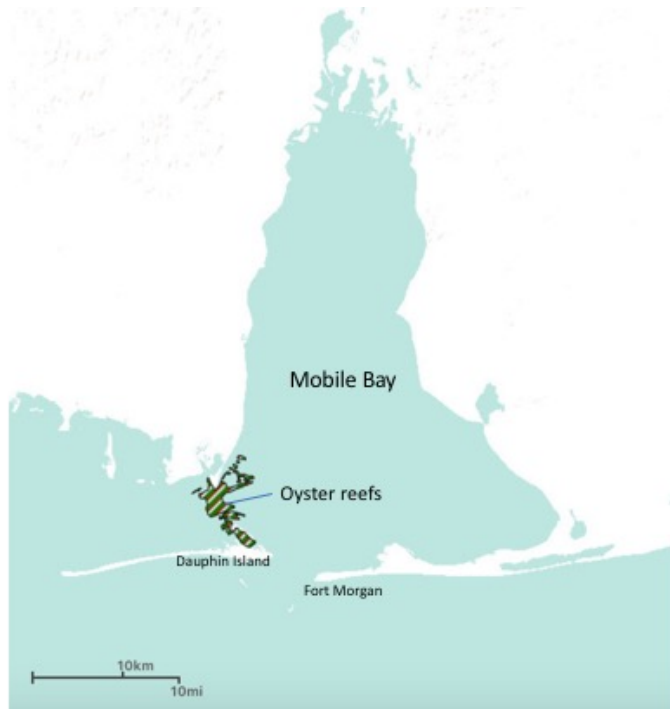 Mobile Bay
Oyster reefs
Dauphin Island
Fort Morgan
10km
10mi